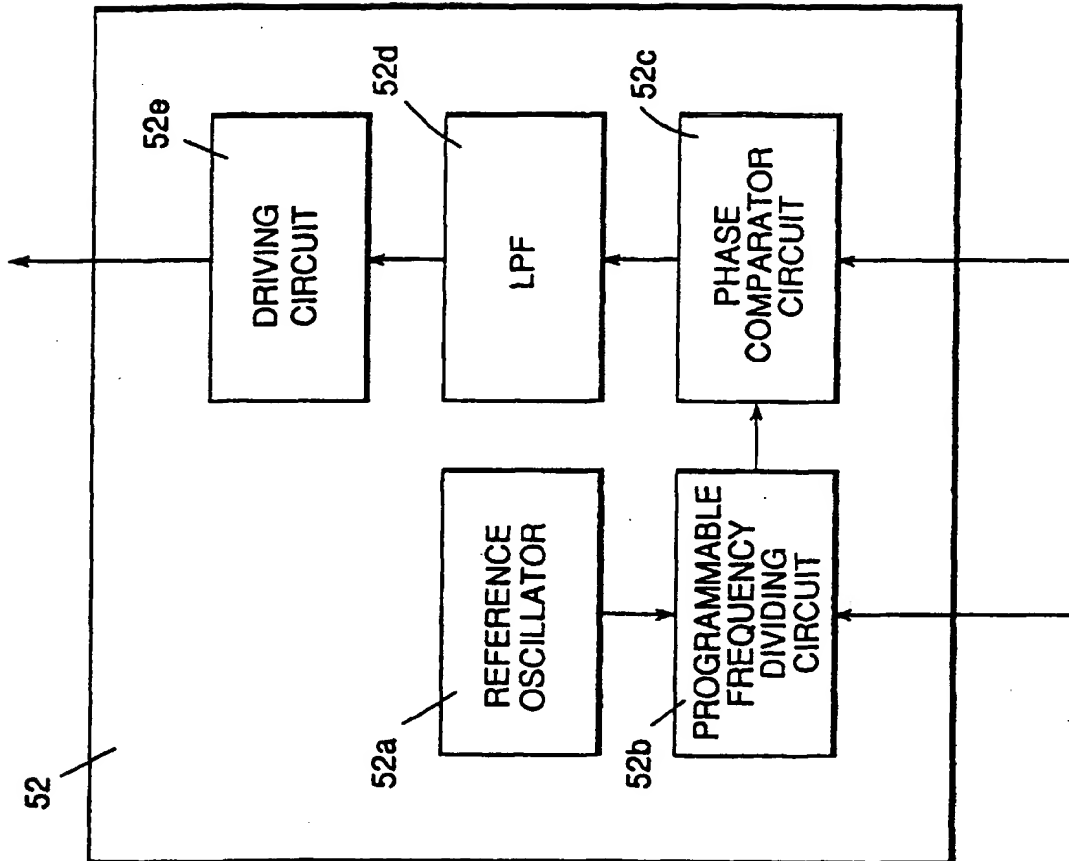 52
52a
REFERENCE
OSCILLATOR
52b
PROGRAMMABLE
FREQUENCY
DIVIDING
CIRCUIT
52e
DRIVING
CIRCUIT
52d
LPF
52c
PHASE
COMPARATOR
CIRCUIT